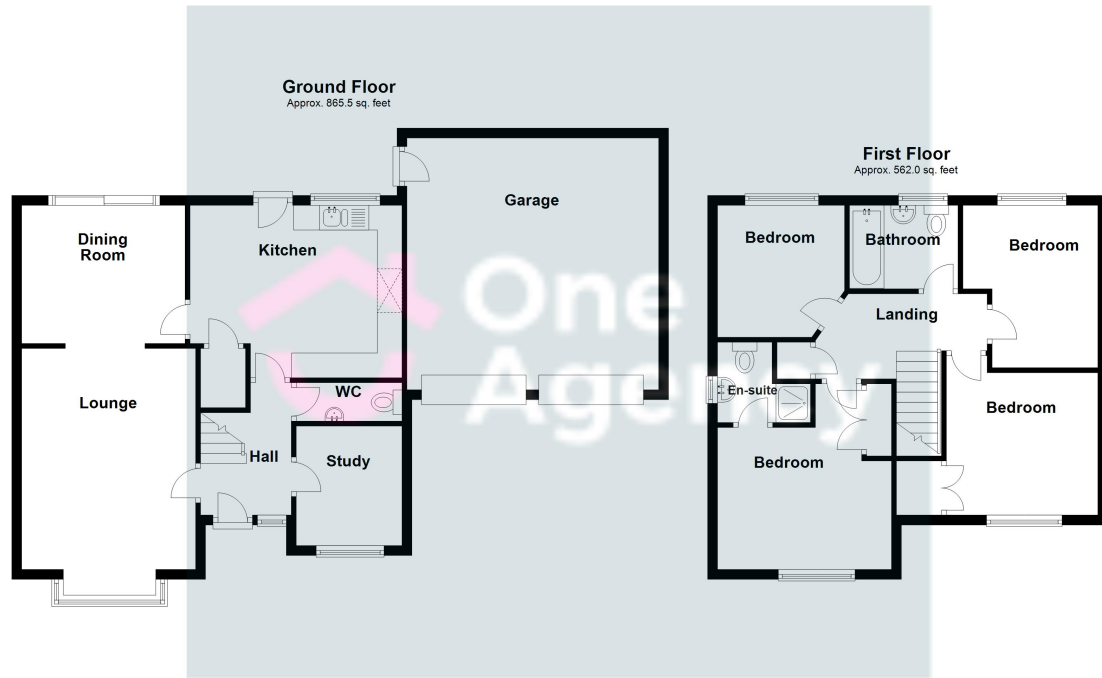 Ground Floor
Approx. 865.5 sq. feet
First Floor
Approx. 562.0 sq. feet
Garage
Dining
Room
Kitchen
Lounge
WC
Hall
Study
Bedroom
Bathroom
Bedroom
Landing
En-suite
Bedroom
Bedroom
One
Agency